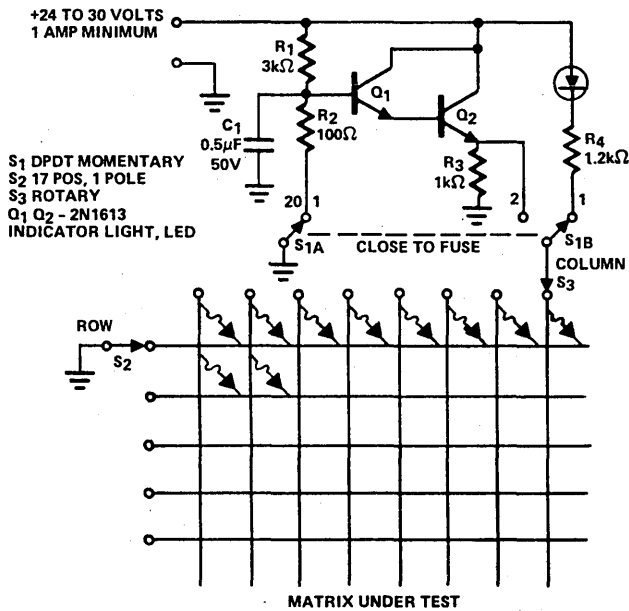 +24 TO 30 VOLTS
1 AMP MINIMUM
R1
3kΩ
Q1
Q2
R2
100Ω
C1
0.5μF
50V
R3
1kΩ
R4
1.2kΩ
S1 DPDT MOMENTARY
S2 17 POS, 1 POLE
S3 ROTARY
Q1 Q2 - 2N1613
INDICATOR LIGHT, LED
20 1
2
1
S1A
CLOSE TO FUSE
S1B
COLUMN
S3
ROW
S2
MATRIX UNDER TEST